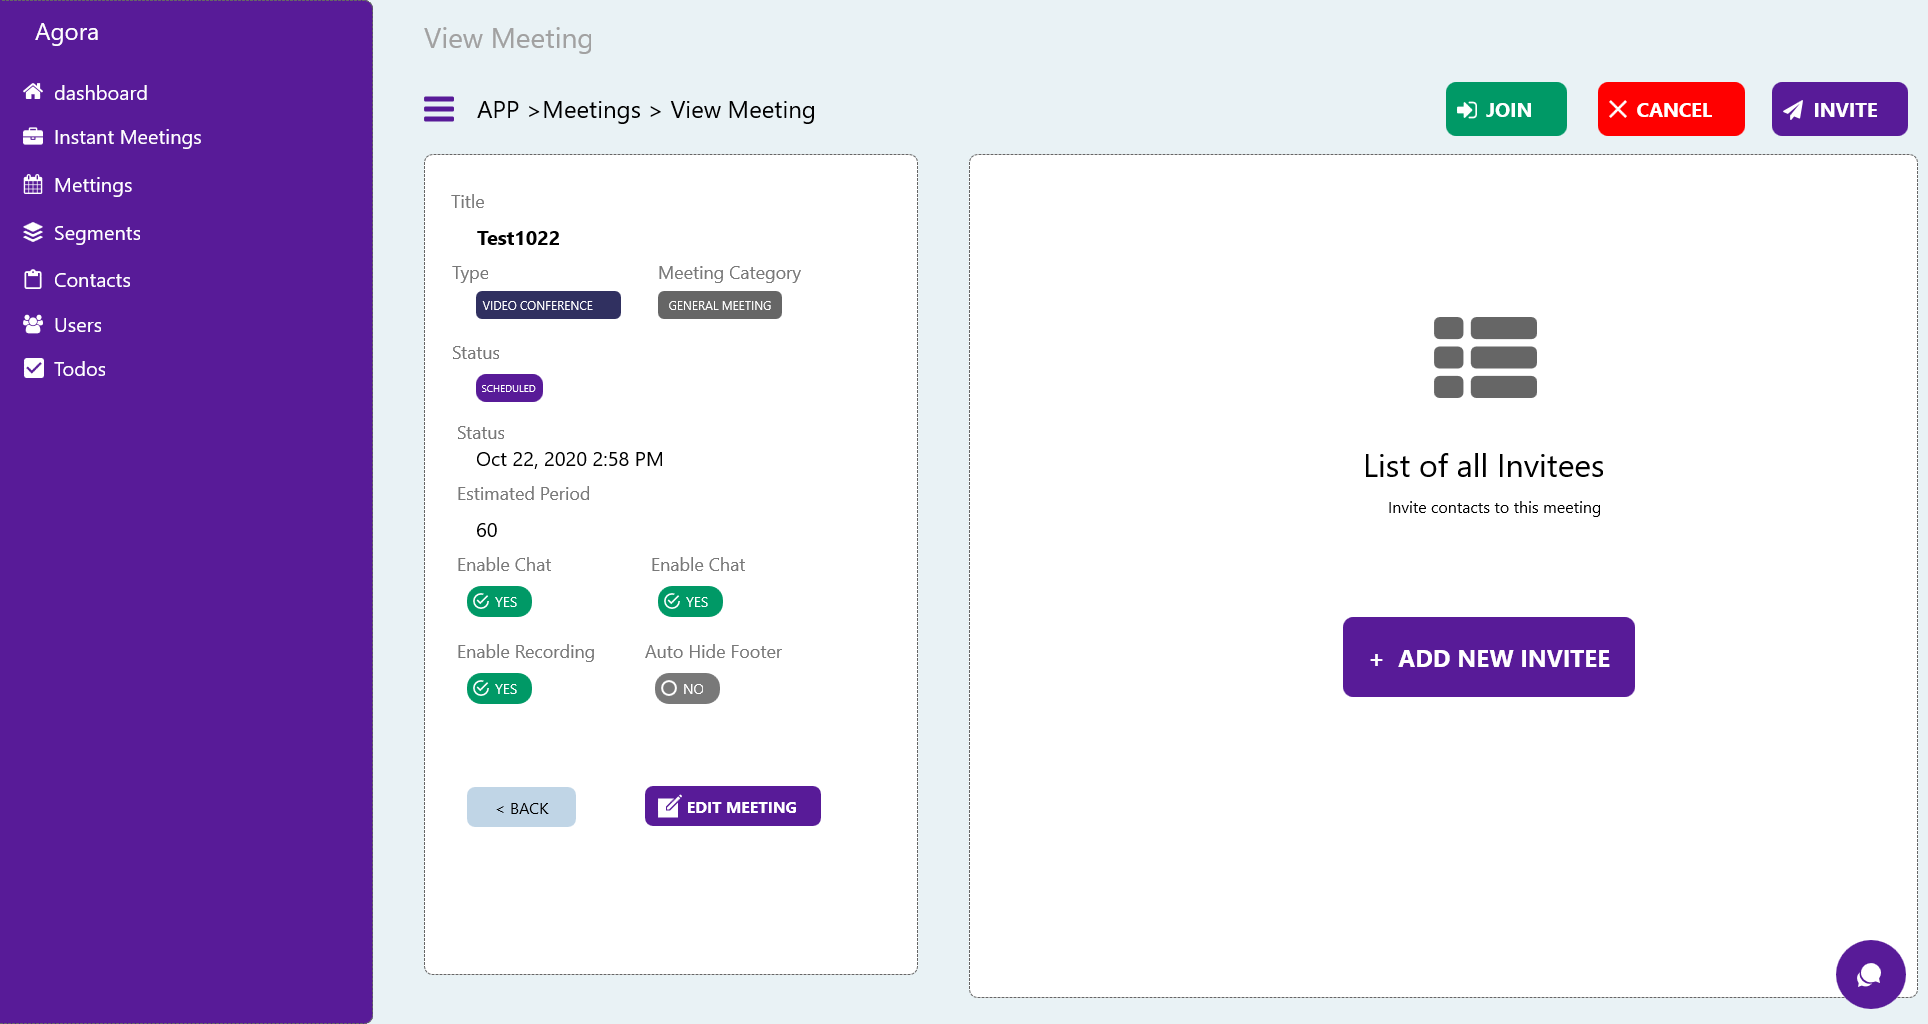 Agora
dashboard
Instant Meetings
Mettings
Segments
Contacts
Users
Todos
View Meeting
APP >Meetings > View Meeting
JOIN
CANCEL
INVITE
Title
Test1022
Type
Meeting Category
VIDEO CONFERENCE
GENERAL MEETING
Status
SCHEDULED
Status
Oct 22, 2020 2:58 PM
Estimated Period
60
Enable Chat
Enable Chat
YES
YES
Enable Recording
Auto Hide Footer
YES
NO
< BACK
EDIT MEETING
List of all Invitees
Invite contacts to this meeting
+ ADD NEW INVITEE